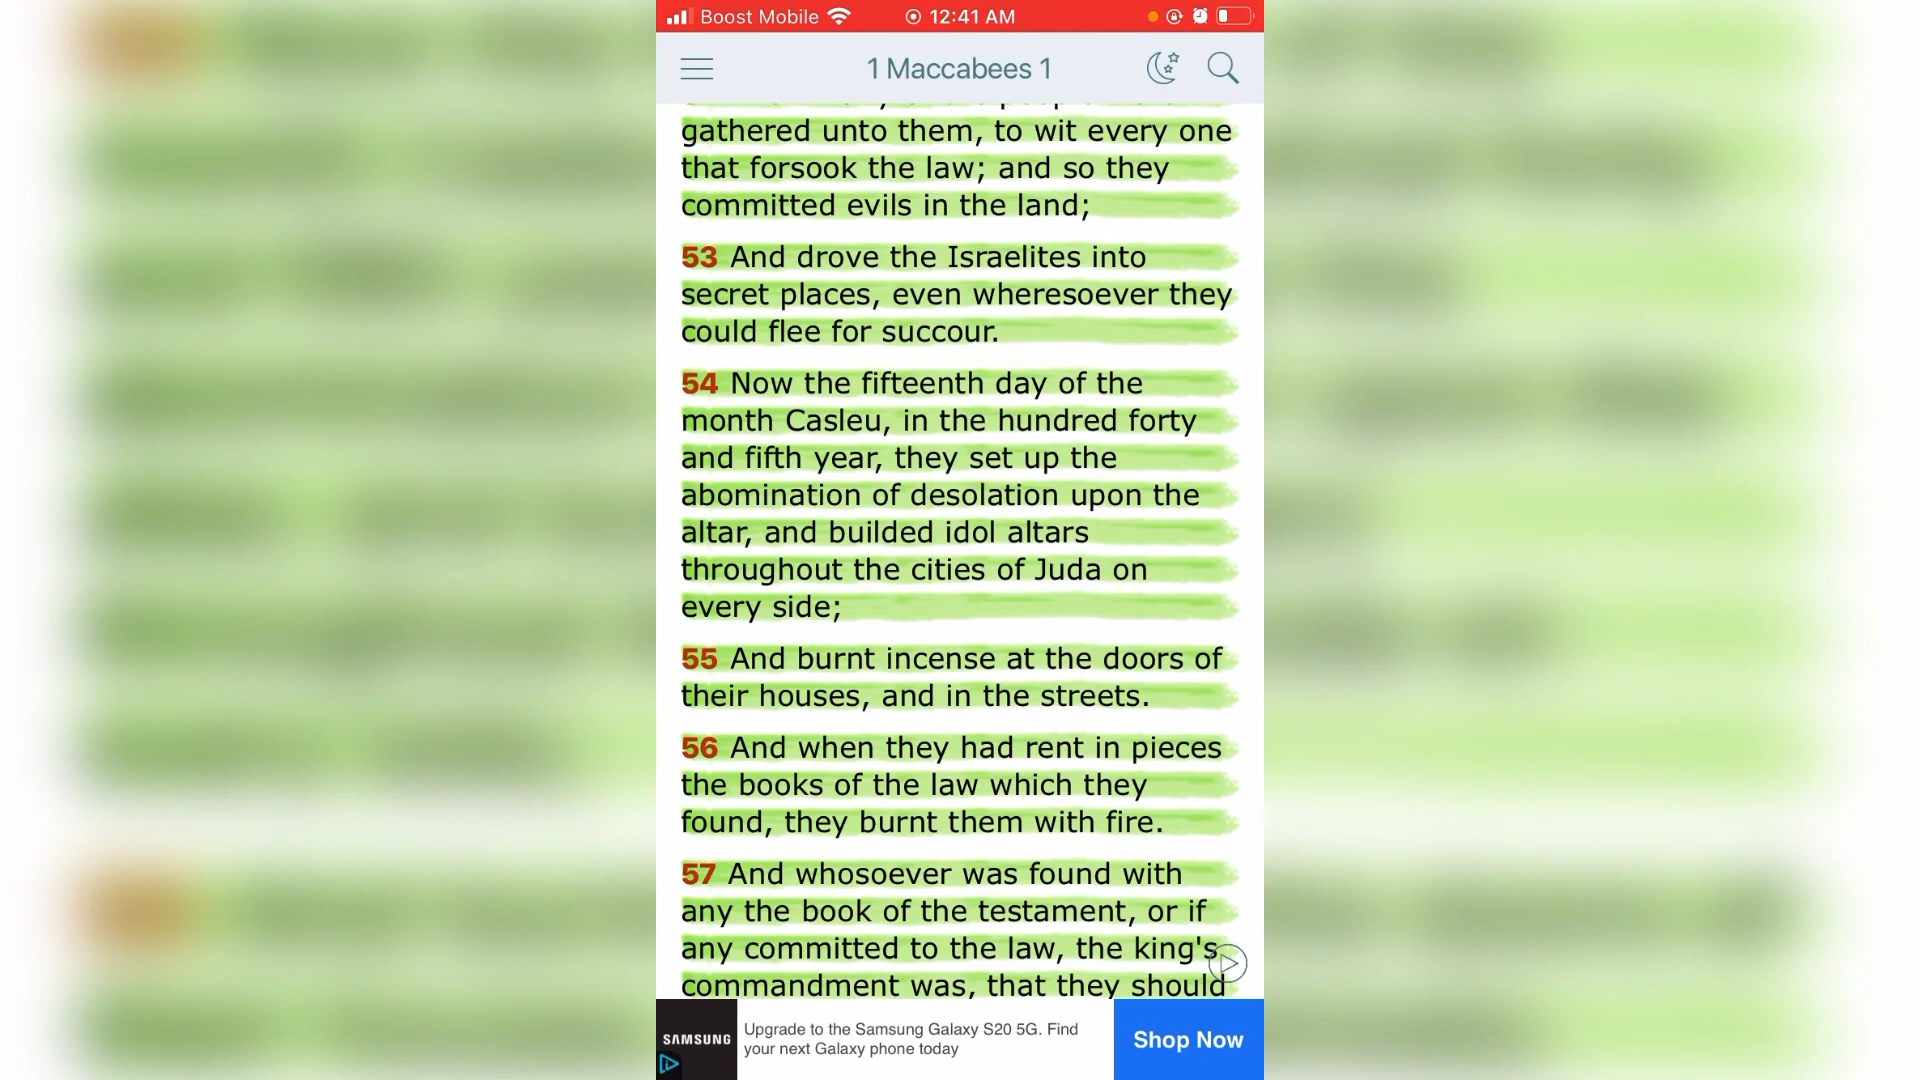 Boost Mobile
12:41 AM
1 Maccabees 1
gathered unto them, to wit every one
that forsook the law; and so they
committed evils in the land;
53 And drove the Israelites into
secret places, even wheresoever they
could flee for succour.
54 Now the fifteenth day of the
month Casleu, in the hundred forty
and fifth year, they set up the
abomination of desolation upon the
altar, and builded idol altars
throughout the cities of Juda on
every side;
55 And burnt incense at the doors of
their houses, and in the streets.
56 And when they had rent in pieces
the books of the law which they
found, they burnt them with fire.
57 And whosoever was found with
any the book of the testament, or if
any committed to the law, the king's
commandment was, that they should
SAMSUNG
Upgrade to the Samsung Galaxy S20 5G. Find
your next Galaxy phone today
Shop Now